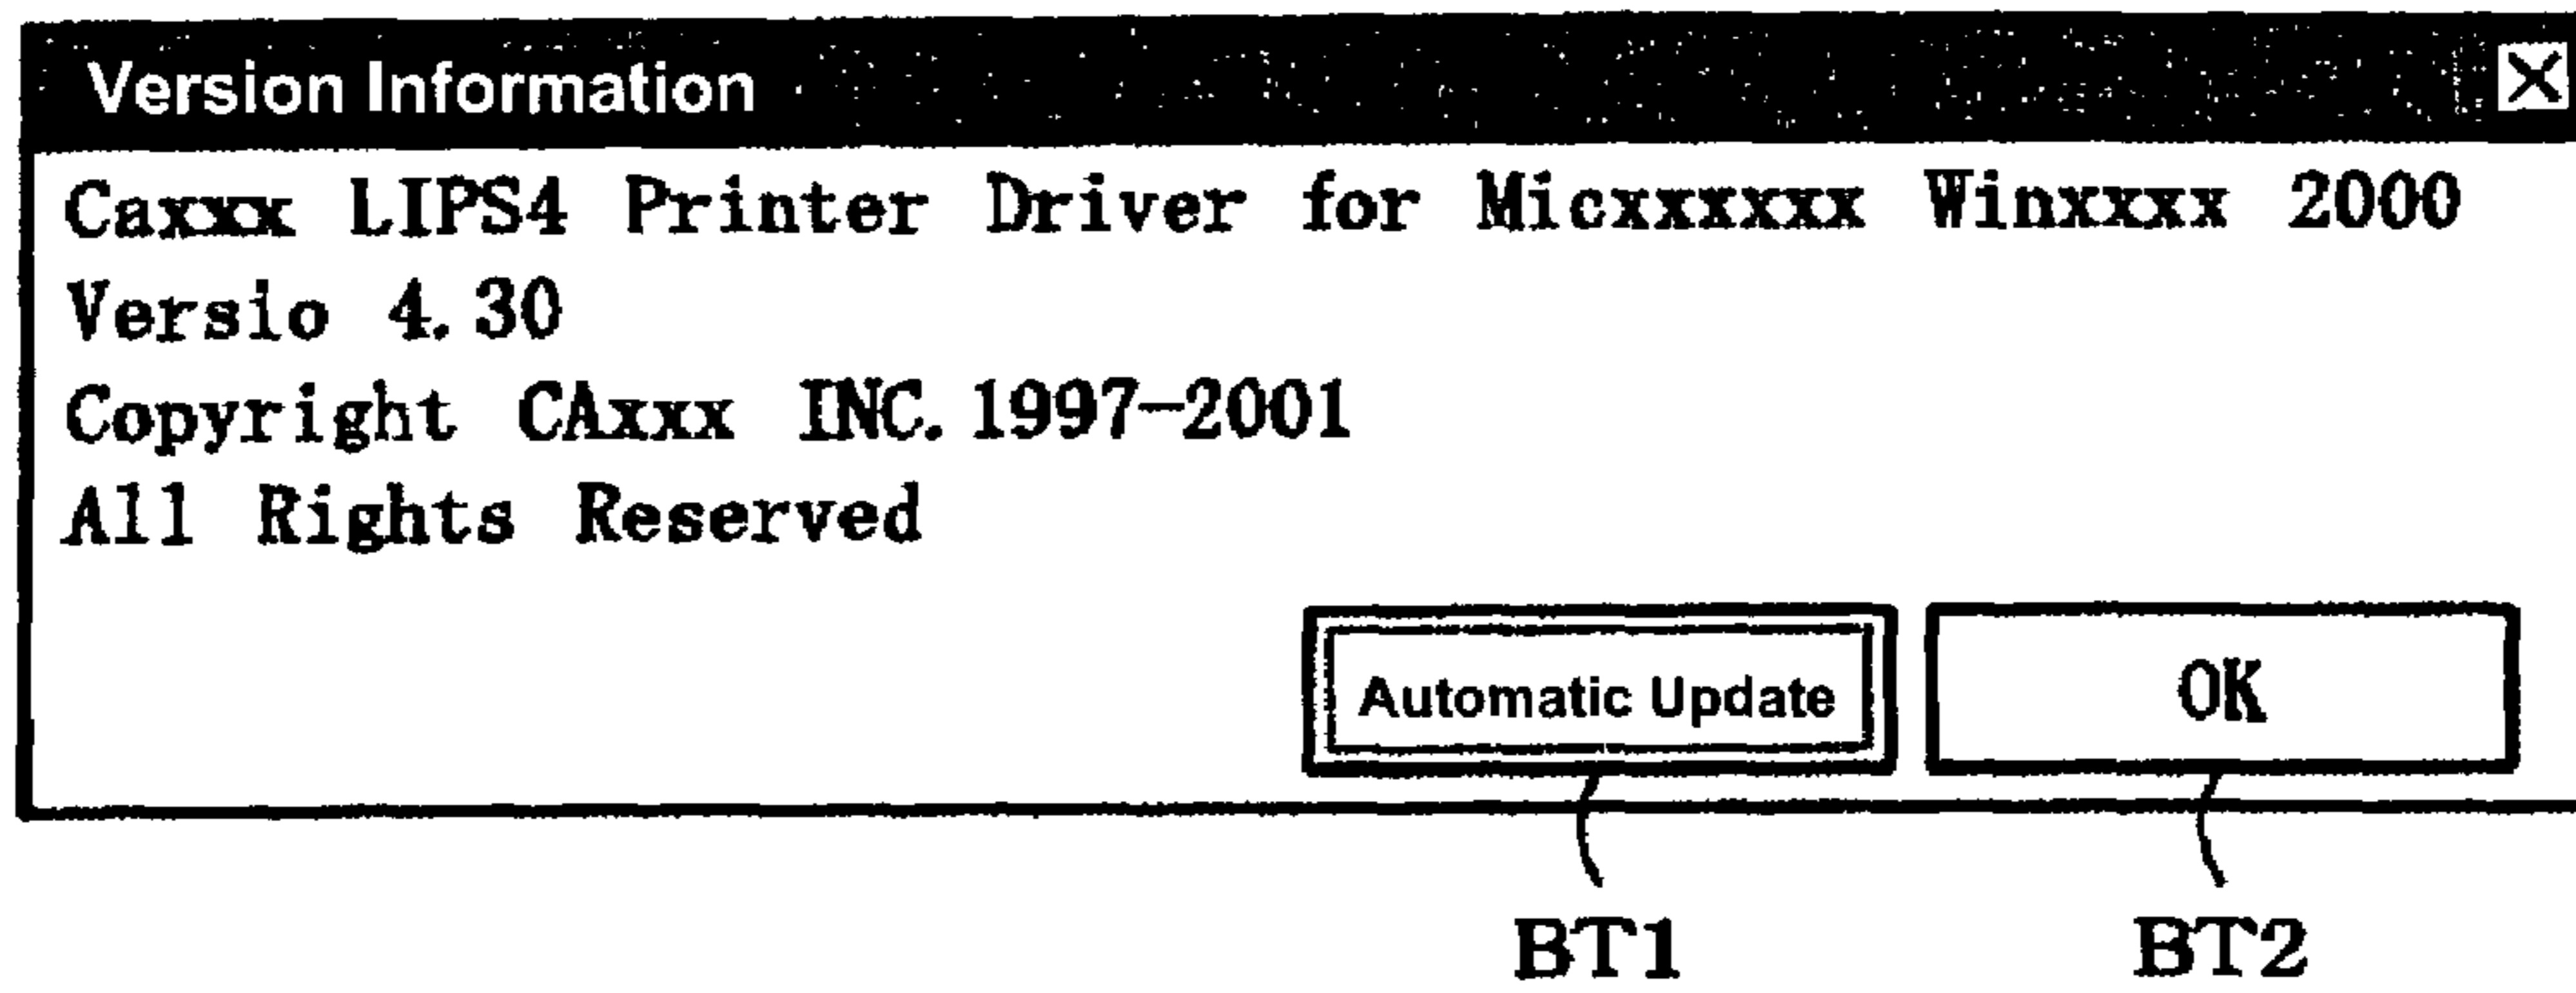 Version Information
Caxxx LIPS4 Printer Driver for Micxxxxxx Winxxxx 2000
Versio 4.30
Copyright CAxxx INC.1997-2001
All Rights Reserved
Automatic Update OK
BT1 BT2